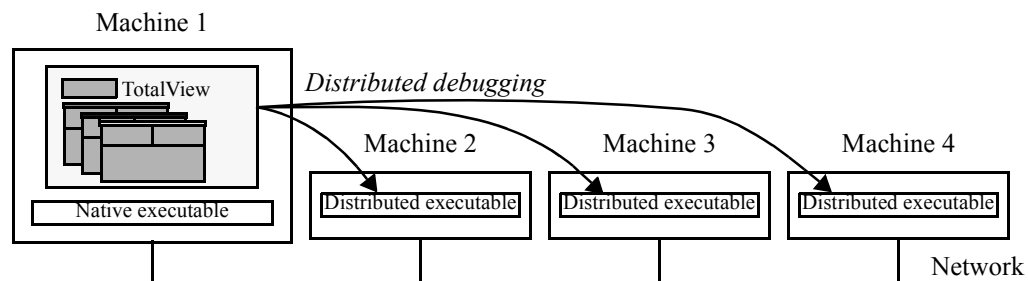 Machine 1
TotalView
Distributed debugging
Machine 2
Machine 3
Machine 4
Native executable
Distributed executable
Distributed executable
Distributed executable
Network